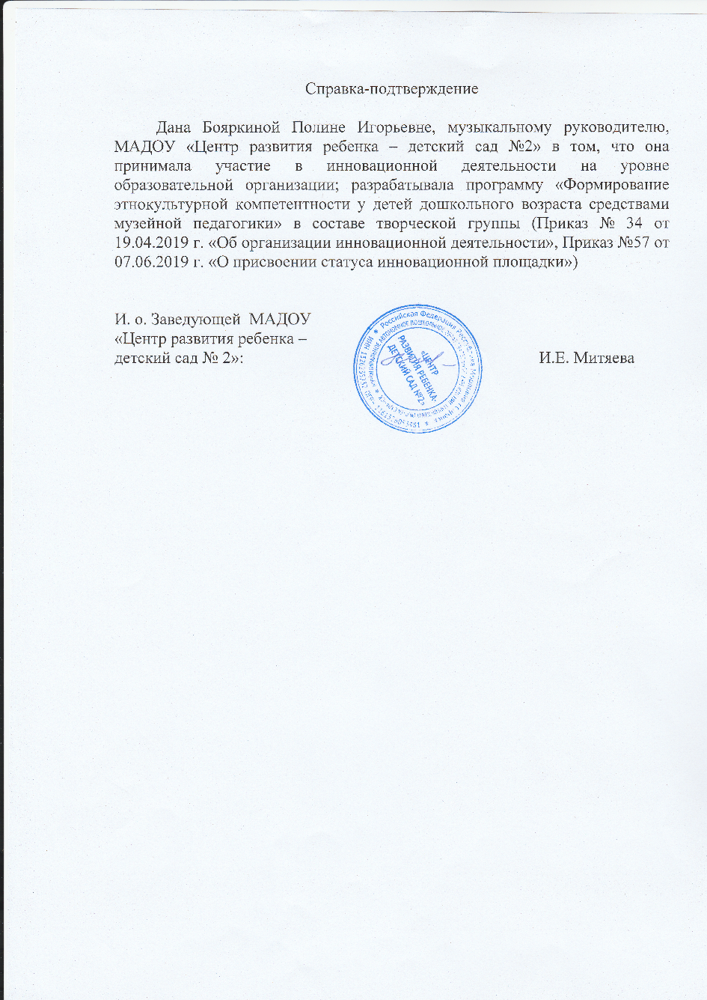 Справка-подтверждение
Дана Бояркиной Полине Игорьевне, музыкальному руководителю,
МАДОУ «Центр развития ребенка – детский сад №2» в том, что она
принимала участие в инновационной деятельности на уровне
образовательной организации; разрабатывала программу «Формирование
этнокультурной компетентности у детей дошкольного возраста средствами
музейной педагогики» в составе творческой группы (Приказ № 34 от
19.04.2019 г. «Об организации инновационной деятельности», Приказ №57 от
07.06.2019 г. «О присвоении статуса инновационной площадки»)
И. о. Заведующей МАДОУ
«Центр развития ребенка –
детский сад № 2»:
И.Е. Митяева
Российская Федерация Республика Мордовия
«ЦЕНТР
РАЗВИТИЯ РЕБЕНКА-
ДЕТСКИЙ САД №2»